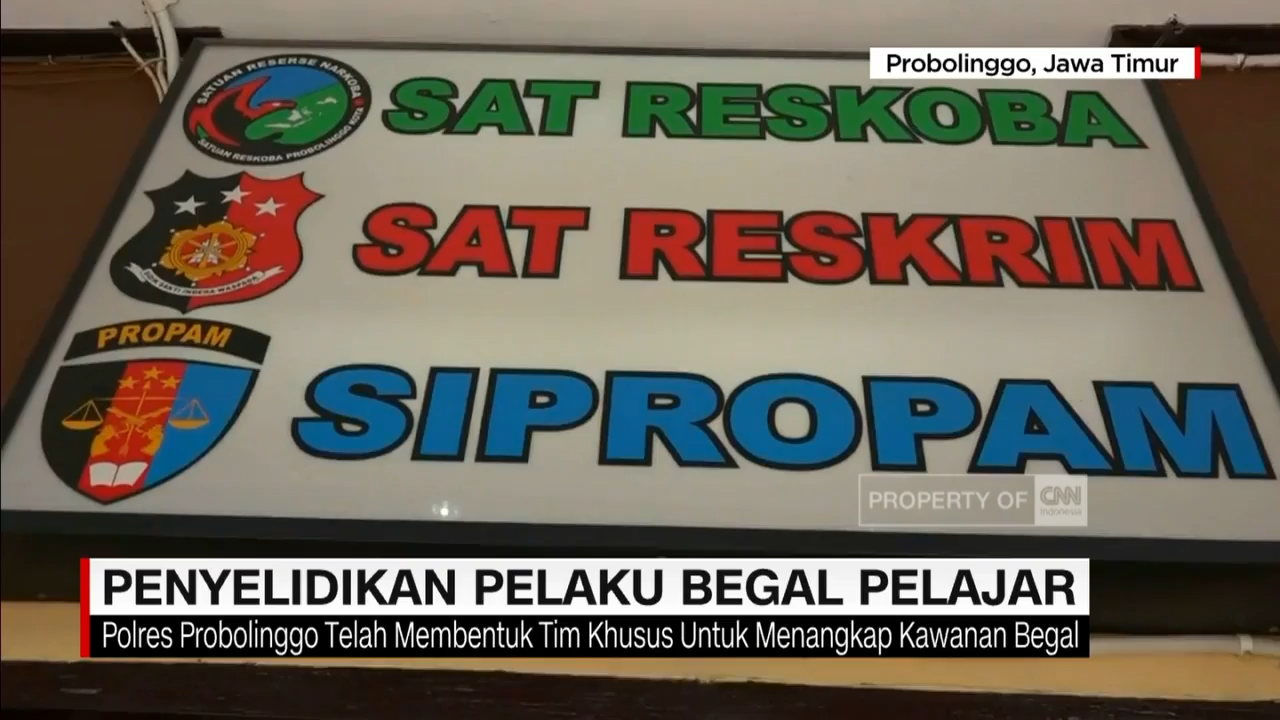 Probolinggo, Jawa Timur
SATUAN RESERSE NARKOBA
SATUAN RESKOBA PROBOLINGGO KOTA
SAT RESKOBA
SAT RESKRIM
PROPAM
SIPROPAM
PROPERTY OF CNN Indonesia
PENYELIDIKAN PELAKU BEGAL PELAJAR
Polres Probolinggo Telah Membentuk Tim Khusus Untuk Menangkap Kawanan Begal